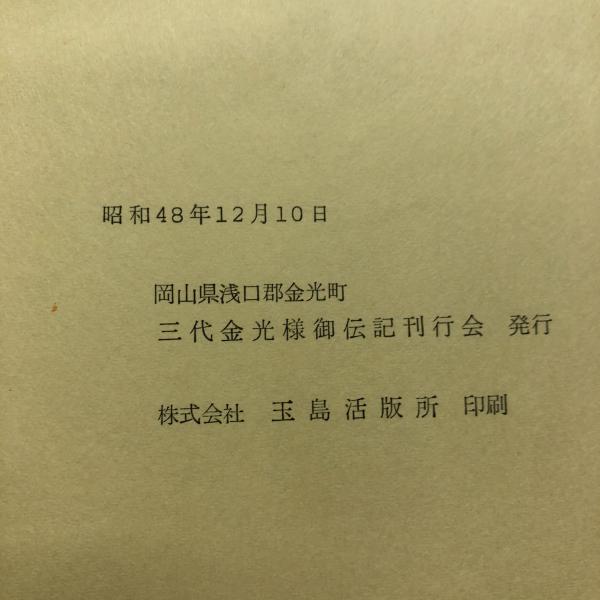 昭和48年12月10日
岡山県浅口郡金光町
三代金光様御伝記刊行会 発行
株式会社 玉島活版所 印刷